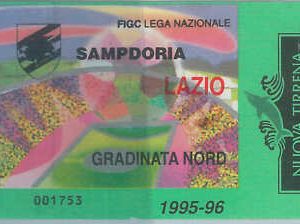 FIGC LEGA NAZIONALE
SAMPDORIA
LAZIO
GRADINATA NORD
001753
1995-96
NUOVA TIRRENA